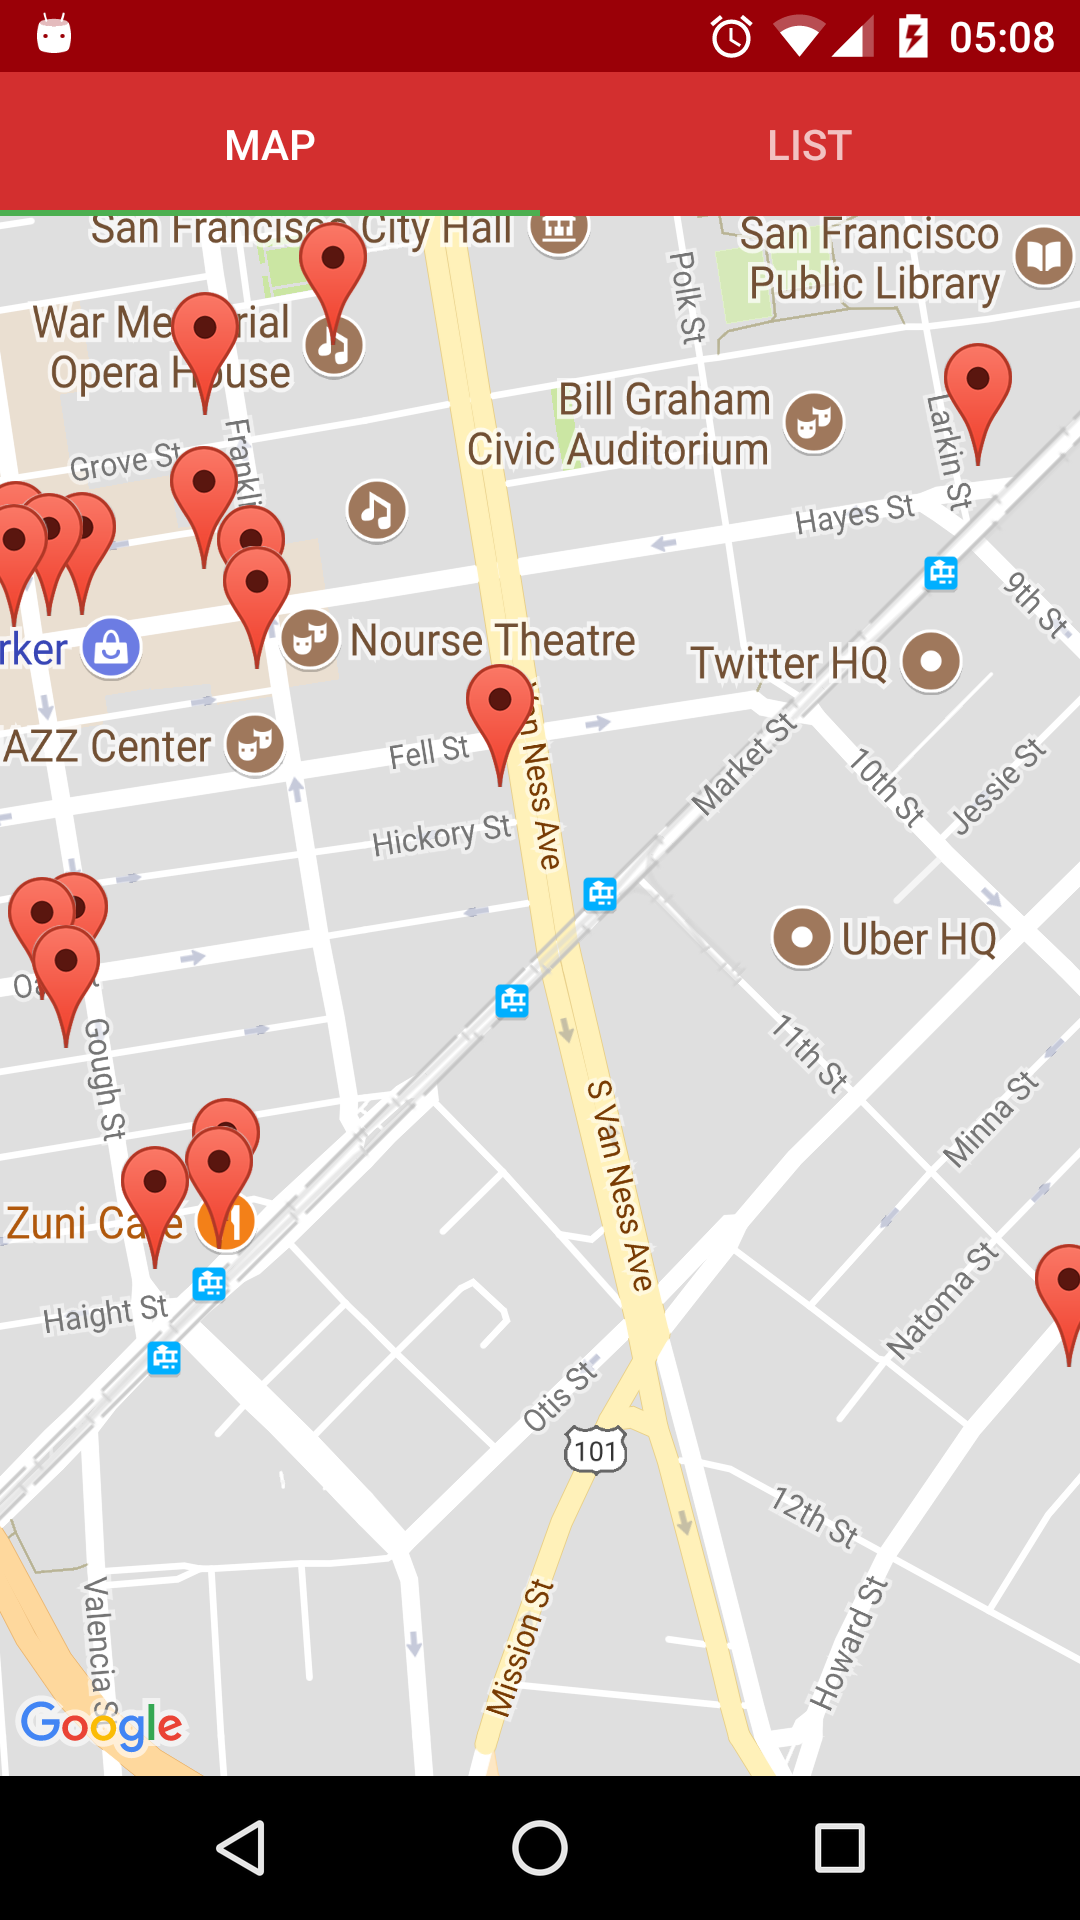 05:08
MAP
LIST
San Francisco City Hall
San Francisco
Public Library
Polk St
War Memorial
Opera House
Bill Graham
Civic Auditorium
Larkin St
Grove St
Hayes St
9th St
rker
Nourse Theatre
Twitter HQ
AZZ Center
Fell St
Van Ness Ave
Market St
10th St
Jessie St
Hickory St
Uber HQ
Gough St
11th St
Minna St
S Van Ness Ave
Zuni Cafe
Haight St
Natoma St
Otis St
101
12th St
Valencia S
Mission St
Howard St
Google